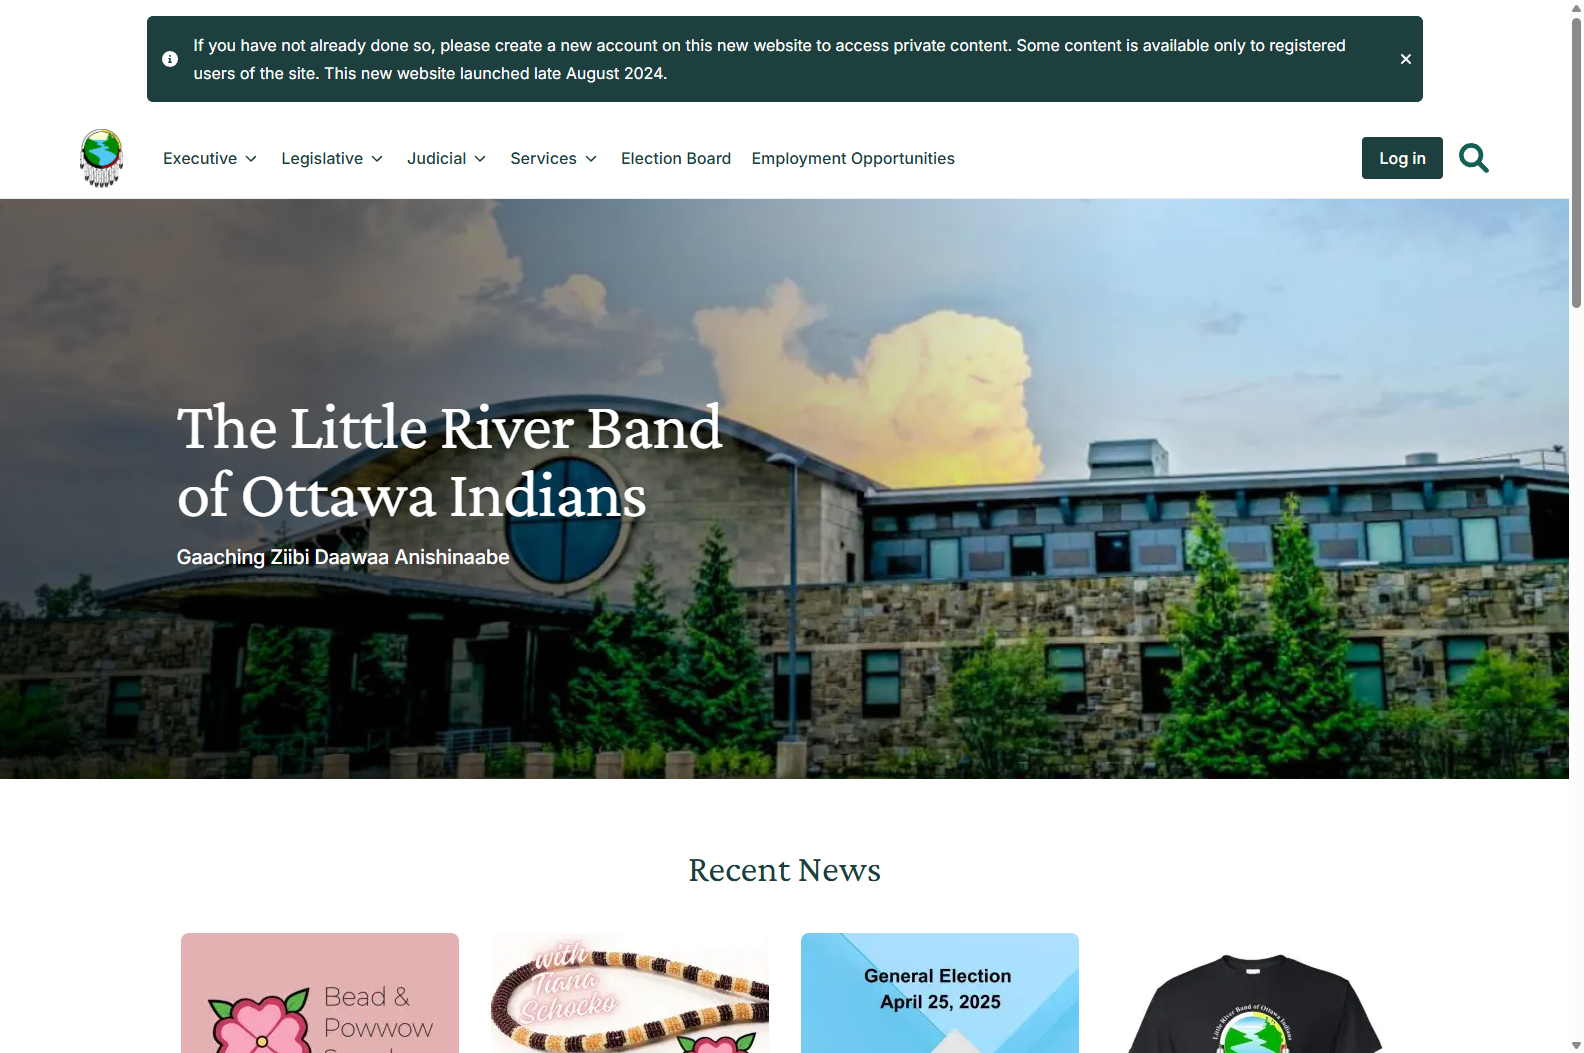 If you have not already done so, please create a new account on this new website to access private content. Some content is available only to registered
users of the site. This new website launched late August 2024.
Executive
Legislative
Judicial
Services
Election Board
Employment Opportunities
Log in
The Little River Band
of Ottawa Indians
Gaaching Ziibi Daawaa Anishinaabe
Recent News
Bead &
Powwow
with
Tiana
Schocko
General Election
April 25, 2025
Little River Band of Ottawa Indians